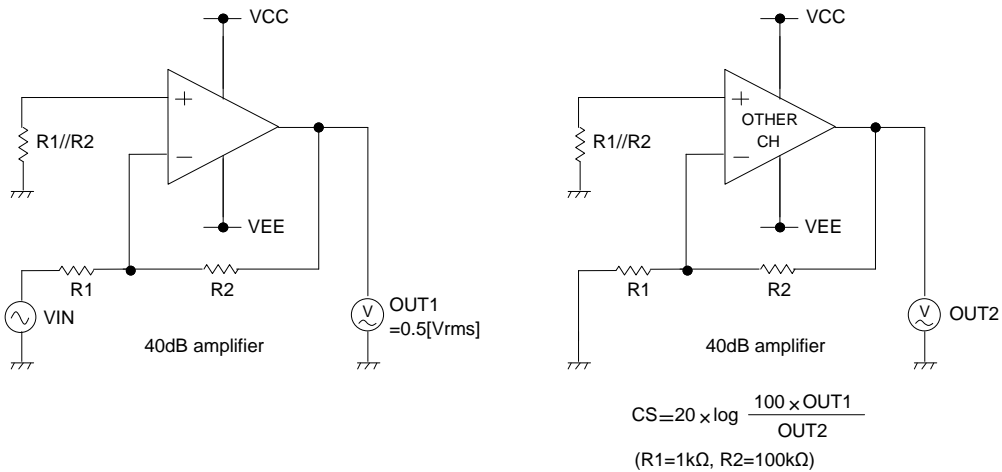 VCC
R1//R2
+
−
VEE
R1
R2
VIN
OUT1
=0.5[Vrms]
V
40dB amplifier
VCC
R1//R2
+
OTHER
CH
−
VEE
R1
R2
V
OUT2
40dB amplifier
CS=20×log 100×OUT1
OUT2
(R1=1kΩ, R2=100kΩ)